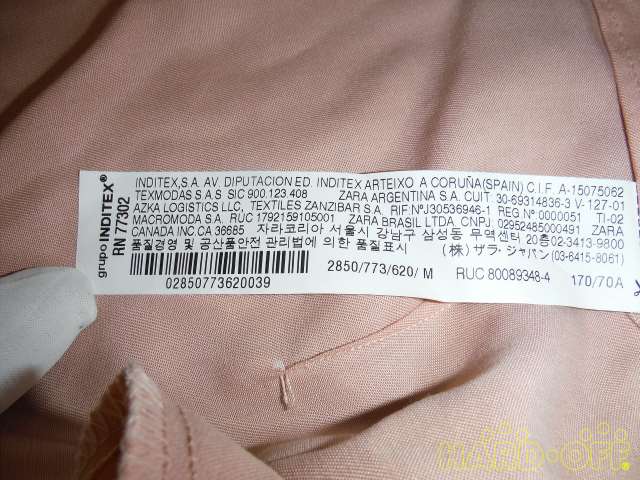 grupo INDITEX®
RN 77302
INDITEX,S.A. AV. DIPUTACION ED. INDITEX ARTEIXO A CORUÑA(SPAIN) C.I.F. A-15075062
TEXMODAS S.A.S SIC 900.123.408 ZARA ARGENTINA S.A. CUIT. 30-69314836-3 V-127-01
AZKA LOGISTICS LLC, TEXTILES ZANZIBAR S.A. RIF NºJ30536946-1 REG Nº 0000051 TI-02
MACROMODA S.A. RUC 1792159105001 ZARA BRASIL LTDA, CNPJ. 02952485000491 ZARA
CANADA INC.CA 36685 자라코리아 서울시 강남구 삼성동 무역센터 20층02-3413-9800
품질경영 및 공산품안전 관리법에 의한 품질표시 (株) ザラ・ジャパン (03-6415-8061)
2850/773/620/ M RUC 80089348-4 170/70A
02850773620039
HARD・OFF